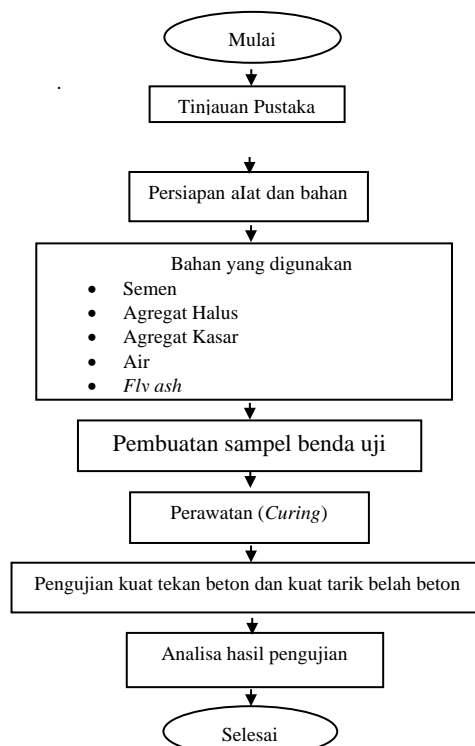 Mulai
.
Tinjauan Pustaka
Persiapan alat dan bahan
Bahan yang digunakan
• Semen
• Agregat Halus
• Agregat Kasar
• Air
• Fly ash
Pembuatan sampel benda uji
Perawatan (Curing)
Pengujian kuat tekan beton dan kuat tarik belah beton
Analisa hasil pengujian
Selesai